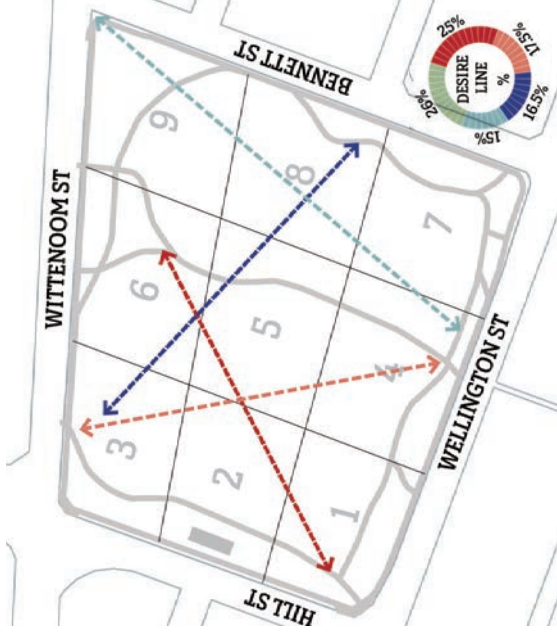 BENNETT ST
WITTENOOM ST
WELLINGTON ST
HILL ST
25%
17.5%
16.5%
15%
26%
DESIRE
LINE
%
9
8
7
6
5
4
3
2
1